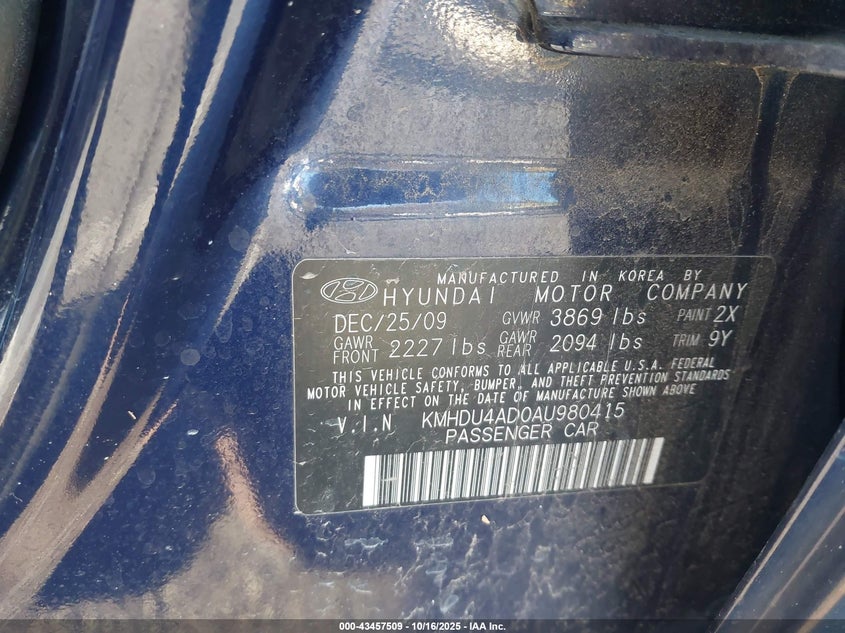 MANUFACTURED IN KOREA BY
HYUNDAI MOTOR COMPANY
DEC/25/09 GVWR 3869 lbs PAINT 2X
GAWR FRONT 2227 lbs GAWR REAR 2094 lbs TRIM 9Y
THIS VEHICLE CONFORMS TO ALL APPLICABLE U.S.A. FEDERAL
MOTOR VEHICLE SAFETY, BUMPER, AND THEFT PREVENTION STANDARDS
IN EFFECT ON THE DATE OF MANUFACTURE SHOWN ABOVE
V.I.N KMHDU4AD0AU980415
PASSENGER CAR
000-43457509 | 10/16/2025 | IAA Inc.